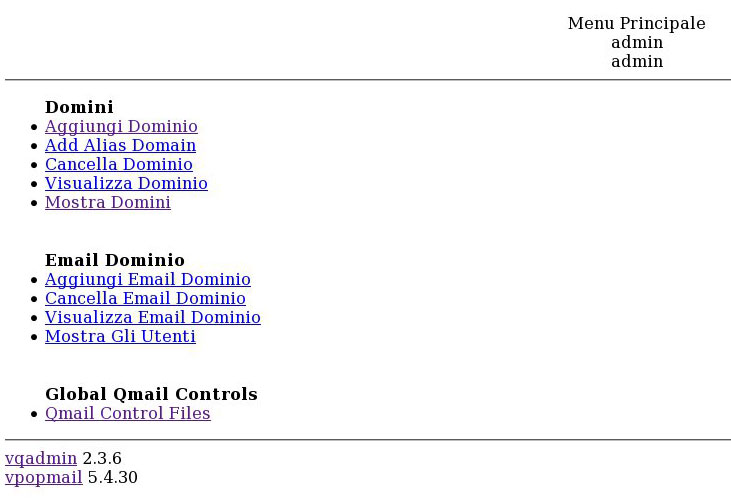 Menu Principale
admin
admin
Domini
Aggiungi Dominio
Add Alias Domain
Cancella Dominio
Visualizza Dominio
Mostra Domini
Email Dominio
Aggiungi Email Dominio
Cancella Email Dominio
Visualizza Email Dominio
Mostra Gli Utenti
Global Qmail Controls
Qmail Control Files
vqadmin 2.3.6
vpopmail 5.4.30